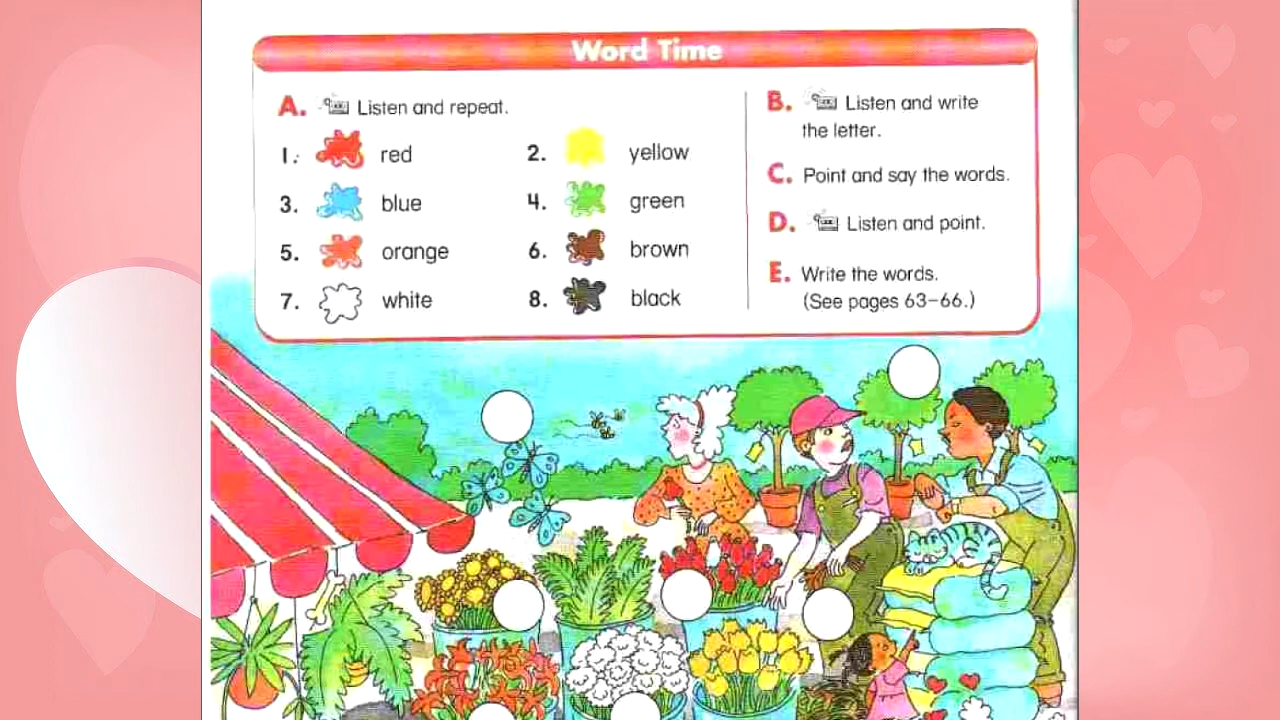 Word Time
A. Listen and repeat.
1. red
2. yellow
3. blue
4. green
5. orange
6. brown
7. white
8. black
B. Listen and write
the letter.
C. Point and say the words.
D. Listen and point.
E. Write the words.
(See pages 63–66.)